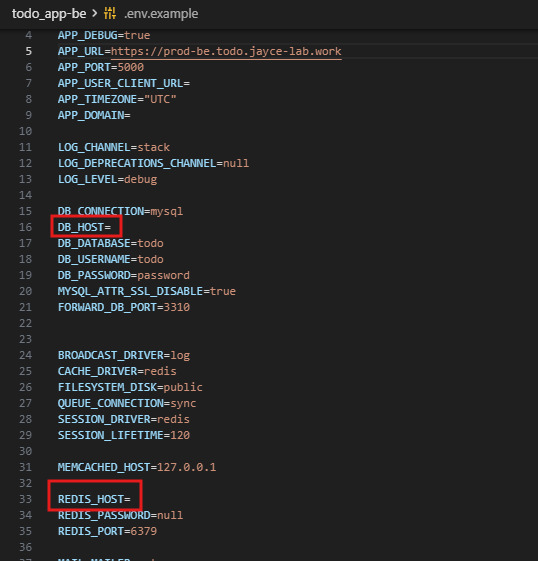 todo_app-be > .env.example
4 APP_DEBUG=true
5 APP_URL=https://prod-be.todo.jayce-lab.work
6 APP_PORT=5000
7 APP_USER_CLIENT_URL=
8 APP_TIMEZONE="UTC"
9 APP_DOMAIN=
10
11 LOG_CHANNEL=stack
12 LOG_DEPRECATIONS_CHANNEL=null
13 LOG_LEVEL=debug
14
15 DB_CONNECTION=mysql
16 DB_HOST=
17 DB_DATABASE=todo
18 DB_USERNAME=todo
19 DB_PASSWORD=password
20 MYSQL_ATTR_SSL_DISABLE=true
21 FORWARD_DB_PORT=3310
22
23
24 BROADCAST_DRIVER=log
25 CACHE_DRIVER=redis
26 FILESYSTEM_DISK=public
27 QUEUE_CONNECTION=sync
28 SESSION_DRIVER=redis
29 SESSION_LIFETIME=120
30
31 MEMCACHED_HOST=127.0.0.1
32
33 REDIS_HOST=
34 REDIS_PASSWORD=null
35 REDIS_PORT=6379
36